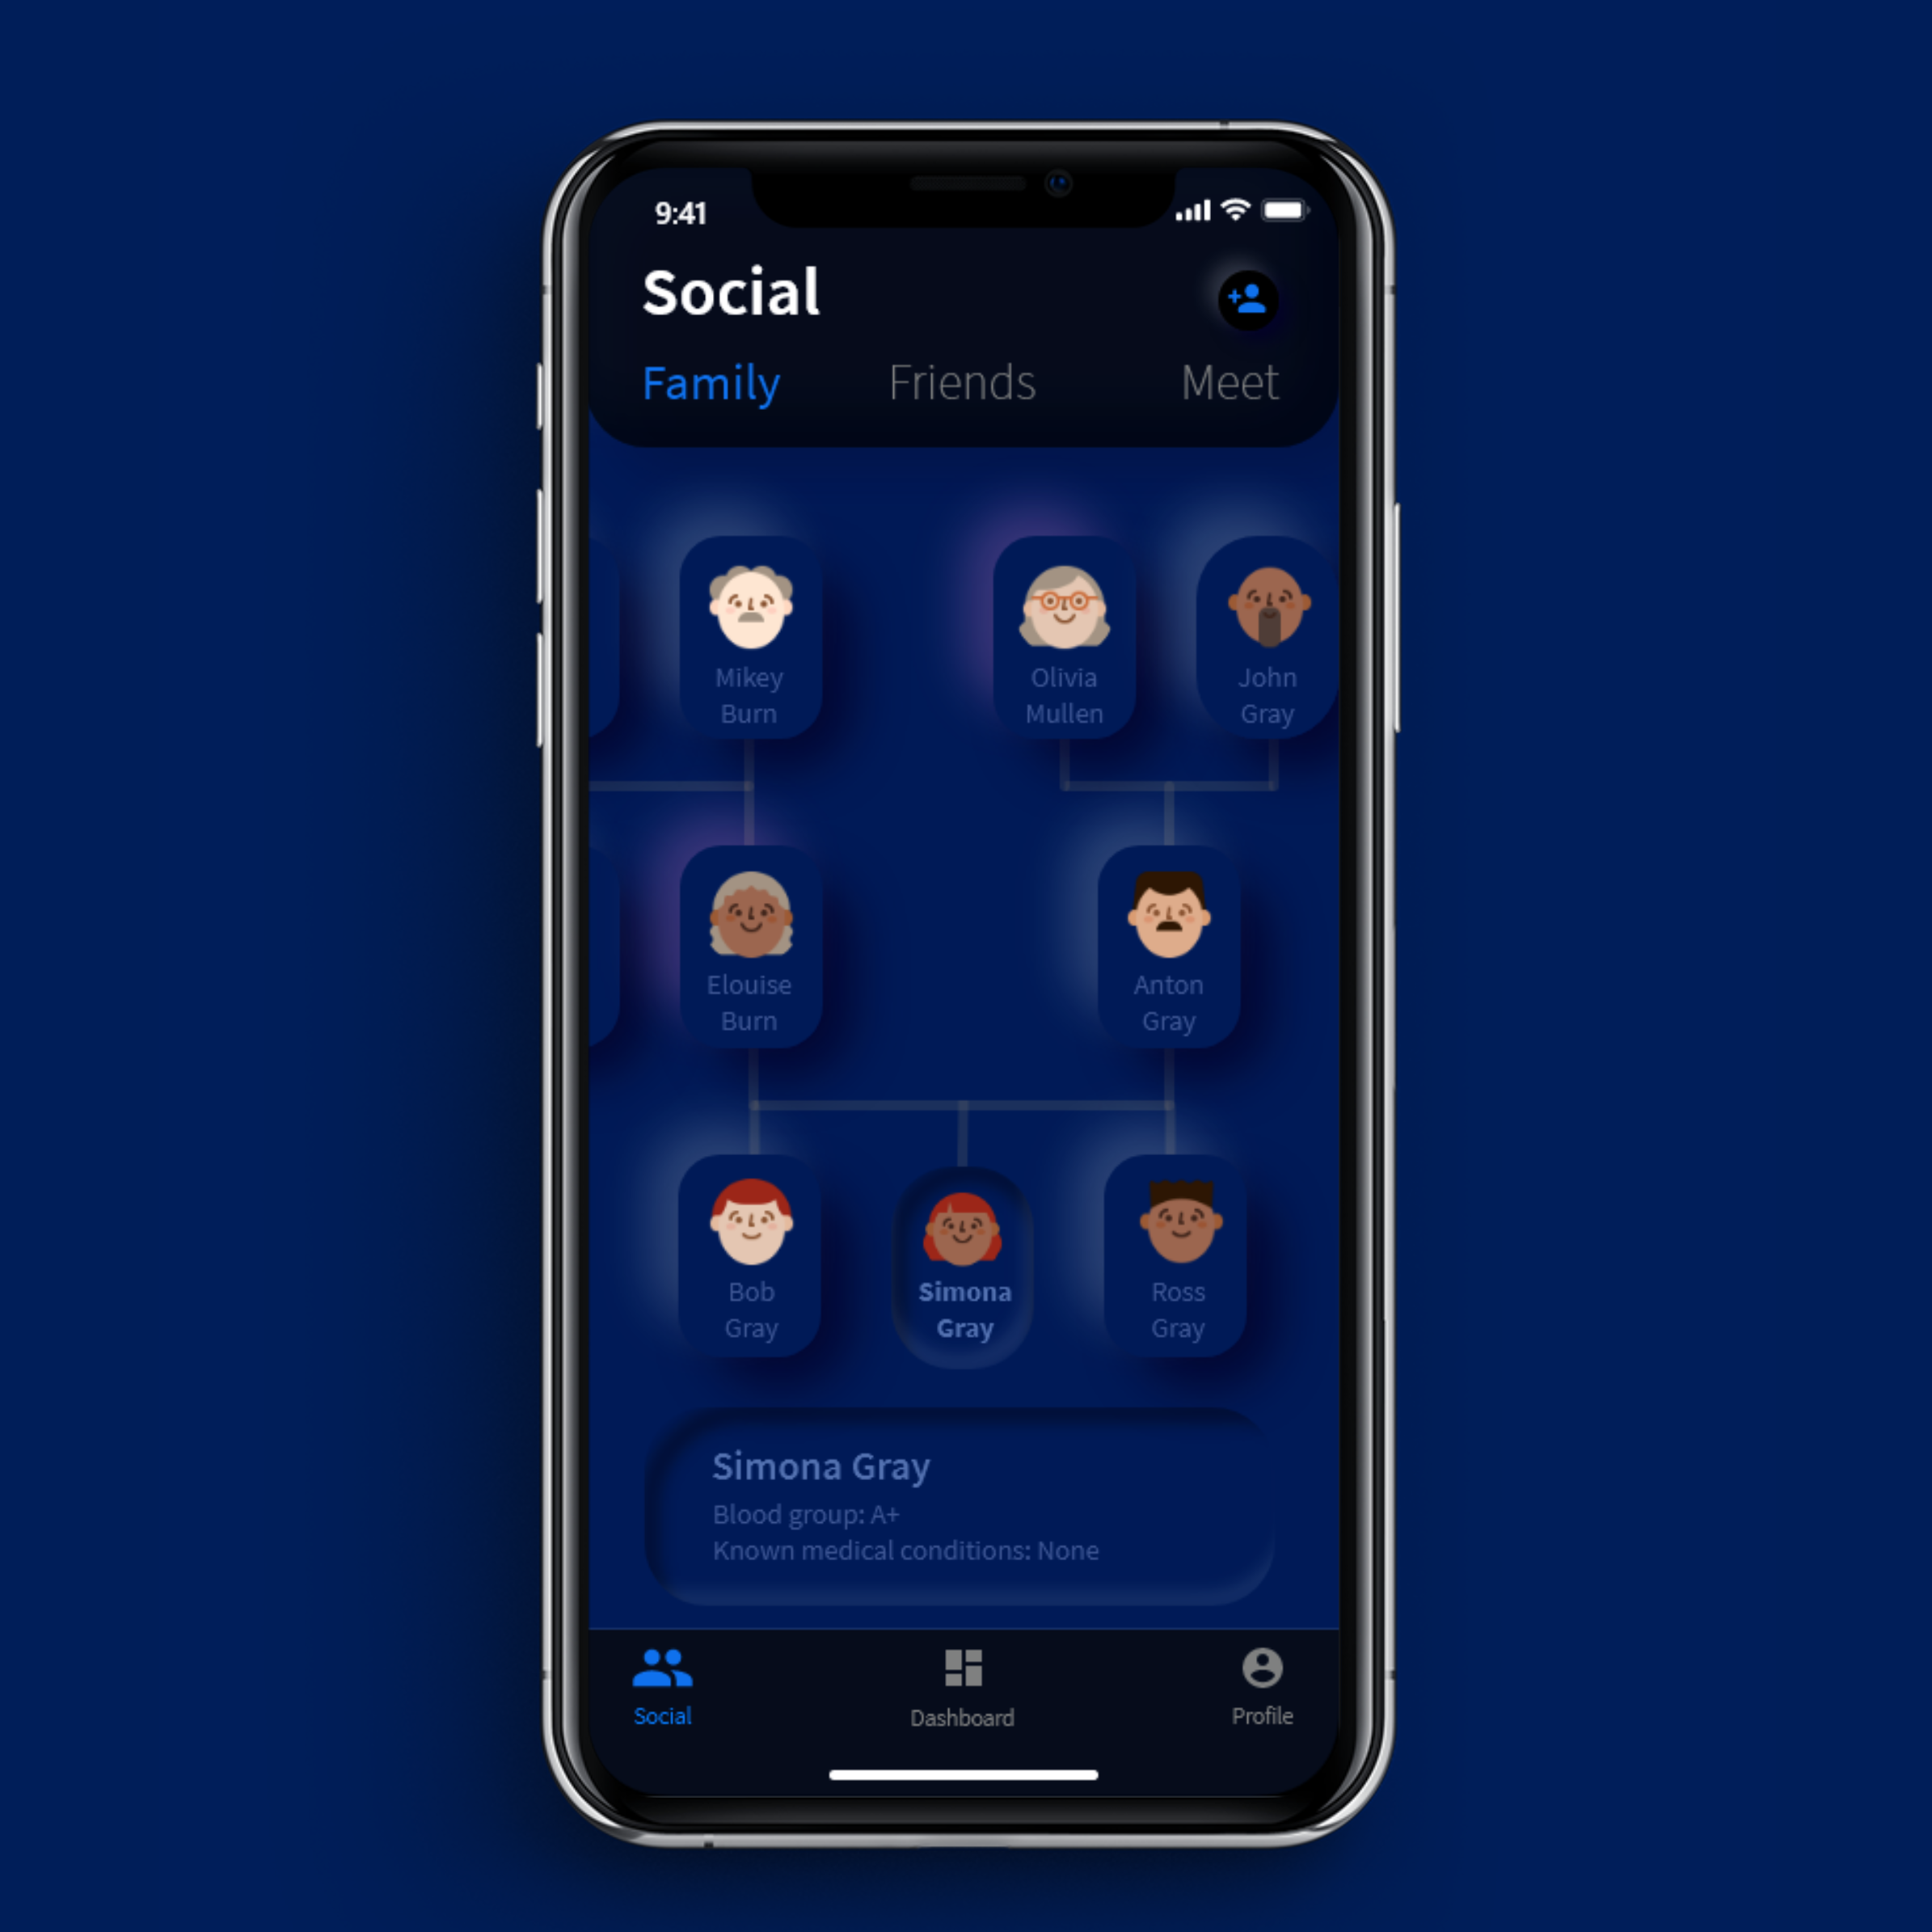 9:41
Social
Family Friends Meet
Mikey
Burn
Olivia
Mullen
John
Gray
Elouise
Burn
Anton
Gray
Bob
Gray
Simona
Gray
Ross
Gray
Simona Gray
Blood group: A+
Known medical conditions: None
Social Dashboard Profile